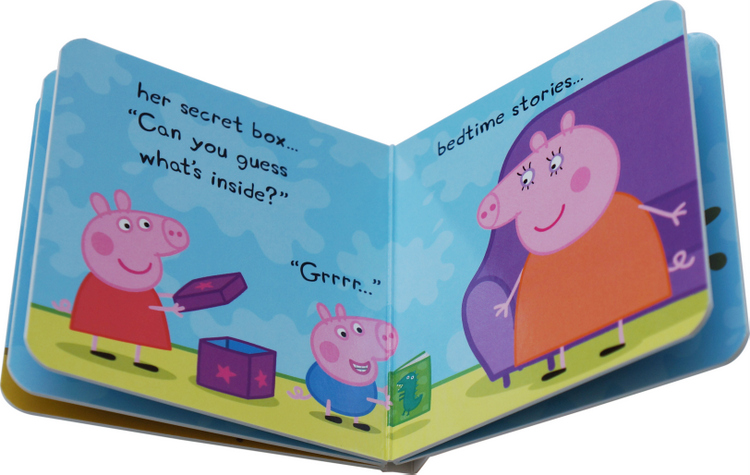 her secret box...
“Can you guess
what's inside?”
“Grrrr...”
bedtime stories...